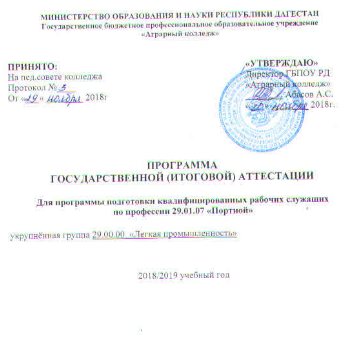 МИНИСТЕРСТВО ОБРАЗОВАНИЯ И НАУКИ РЕСПУБЛИКИ ДАГЕСТАН
Государственное бюджетное профессиональное образовательное учреждение
«Аграрный колледж»
ПРИНЯТО:
На пед.совете колледжа
Протокол № 3
От «29» ноября 2018г
«УТВЕРЖДАЮ»
Директор ГБПОУ РД
«Аграрный колледж»
Абасов А.С.
ноября 2018г.
ПРОГРАММА
ГОСУДАРСТВЕННОЙ (ИТОГОВОЙ) АТТЕСТАЦИИ
Для программы подготовки квалифицированных рабочих служащих
по профессии 29.01.07 «Портной»
укрупнённая группа 29.00.00. «Легкая промышленность»
2018/2019 учебный год